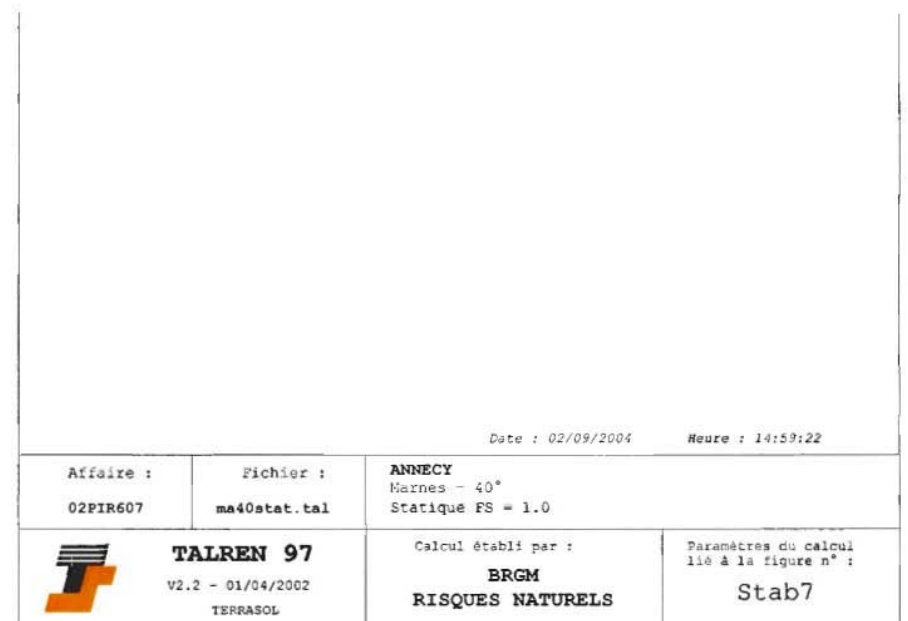 Date : 02/09/2004 Heure : 14:59:22
Affaire :
02PIR607
Fichier :
ma40stat.tal
ANNECY
Marnes - 40°
Statique FS = 1.0
TALREN 97
V2.2 - 01/04/2002
TERRASOL
Calcul établi par :
BRGM
RISQUES NATURELS
Paramètres du calcul
lié à la figure n° :
Stab7